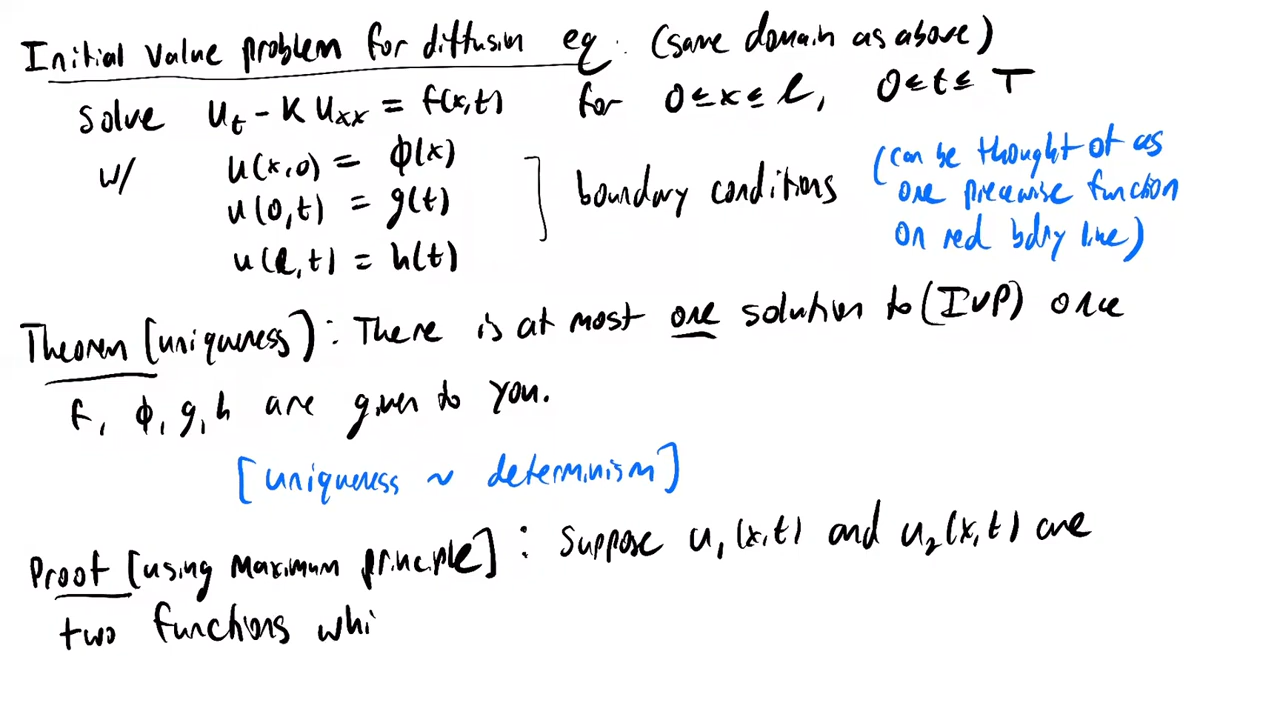 Initial value problem for diffusion eq. (same domain as above)
solve u_t - k u_xx = f(x,t) for 0≤x≤l, 0≤t≤T
w/ u(x,0) = ϕ(x)
u(0,t) = g(t)
u(l,t) = h(t)
boundary conditions
(can be thought of as
one piecewise function
on red bdry line)
Theorem [uniqueness]: There is at most one solution to (IVP) once
f, ϕ, g, h are given to you.
[uniqueness ~ determinism]
Proof [using maximum principle]: Suppose u₁(x,t) and u₂(x,t) are
two functions whi